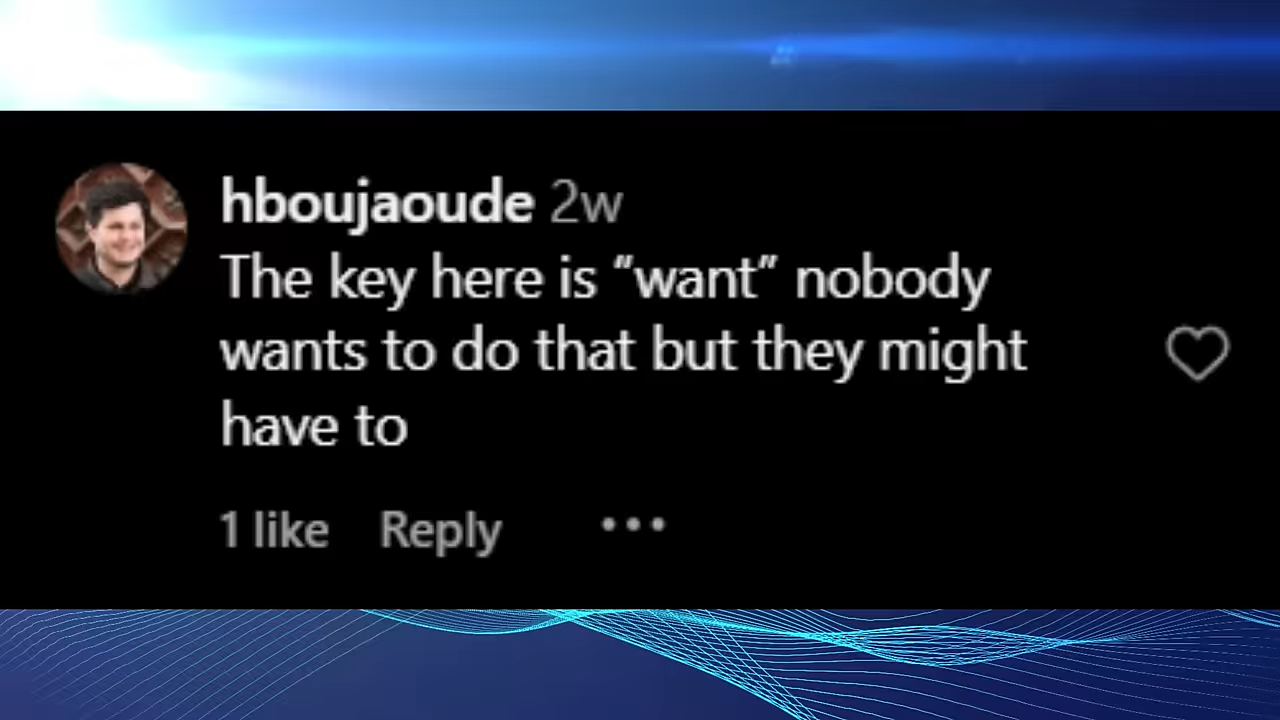 hboujaoude 2w
The key here is “want” nobody
wants to do that but they might
have to
1 like Reply •••